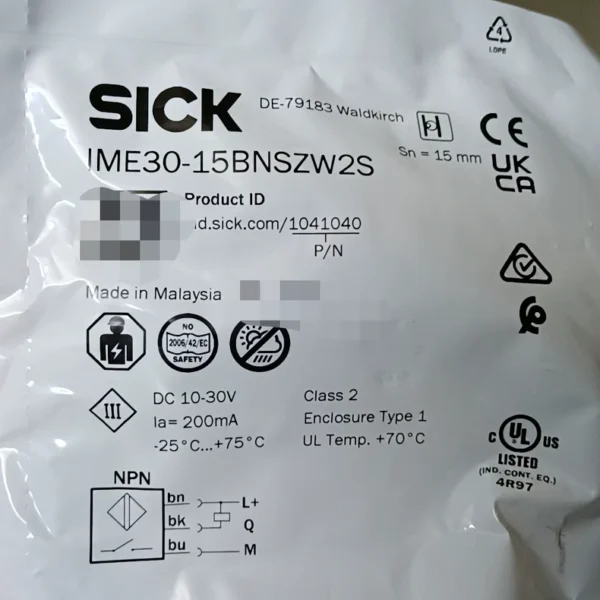 4
LDPE
SICK
DE-79183 Waldkirch
Sn = 15 mm
CE
UK
CA
IME30-15BNSZW2S
Product ID
id.sick.com/1041040
P/N
Made in Malaysia
NO
2006/42/EC
SAFETY
III
DC 10-30V
Ia= 200mA
-25°C...+75°C
Class 2
Enclosure Type 1
UL Temp. +70°C
c UL US
LISTED
(IND. CONT. EQ.)
4R97
NPN
bn
L+
bk
Q
bu
M